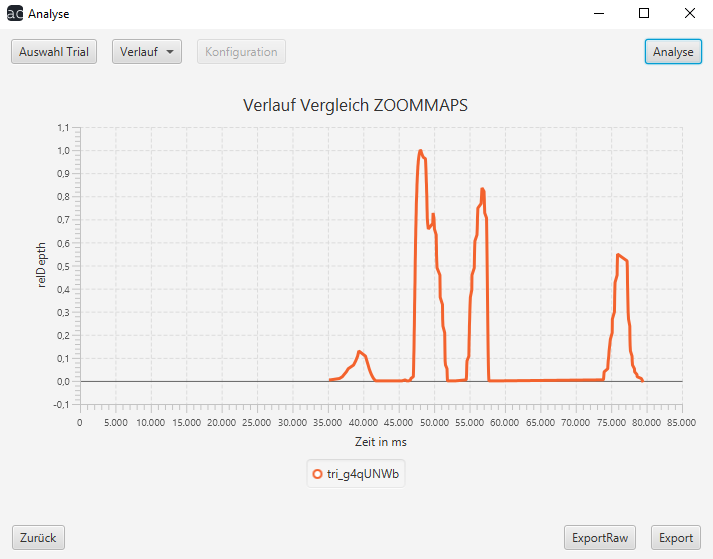 ac Analyse
Auswahl Trial Verlauf Konfiguration Analyse
Verlauf Vergleich ZOOMMAPS
1,1
1,0
0,9
0,8
0,7
0,6
0,5
0,4
0,3
0,2
0,1
0,0
-0,1
relDepth
0 5.000 10.000 15.000 20.000 25.000 30.000 35.000 40.000 45.000 50.000 55.000 60.000 65.000 70.000 75.000 80.000 85.000
Zeit in ms
tri_g4qUNWb
Zurück ExportRaw Export